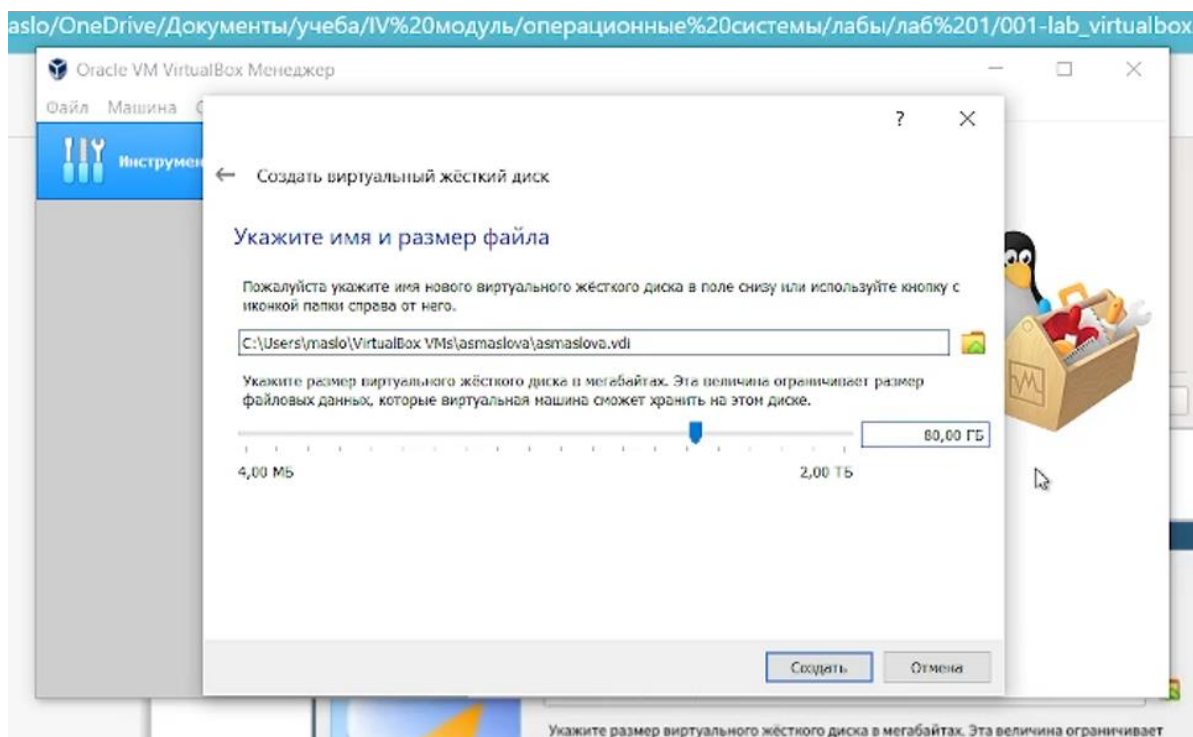 aslo/OneDrive/Документы/учеба/IV%20модуль/операционные%20системы/лабы/лаб%201/001-lab_virtualbox
Oracle VM VirtualBox Менеджер
Файл Машина С
Инструмен
?
← Создать виртуальный жёсткий диск
Укажите имя и размер файла
Пожалуйста укажите имя нового виртуального жёсткого диска в поле снизу или используйте кнопку с
иконкой папки справа от него.
C:\Users\maslo\VirtualBox VMs\asmaslova\asmaslova.vdi
Укажите размер виртуального жёсткого диска в мегабайтах. Эта величина ограничивает размер
файловых данных, которые виртуальная машина сможет хранить на этом диске.
80,00 ГБ
4,00 МБ 2,00 ТБ
Создать Отмена
Укажите размер виртуального жёсткого диска в мегабайтах. Эта величина ограничивает